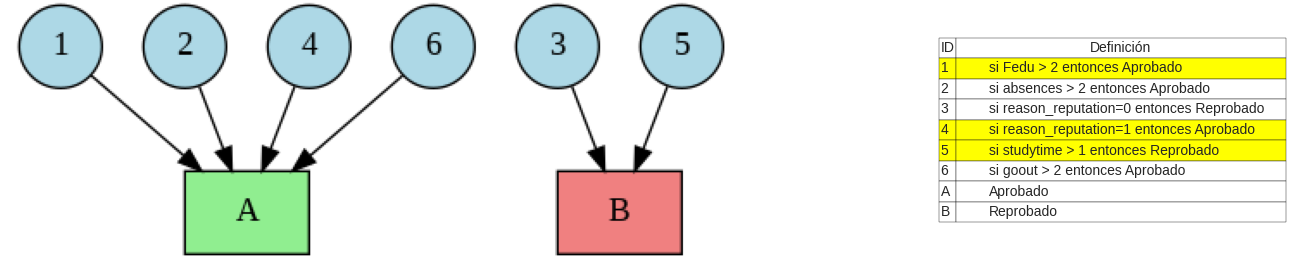 1 2 4 6 3 5
A B
ID Definición
1 si Fedu > 2 entonces Aprobado
2 si absences > 2 entonces Aprobado
3 si reason_reputation=0 entonces Reprobado
4 si reason_reputation=1 entonces Aprobado
5 si studytime > 1 entonces Reprobado
6 si goout > 2 entonces Aprobado
A Aprobado
B Reprobado